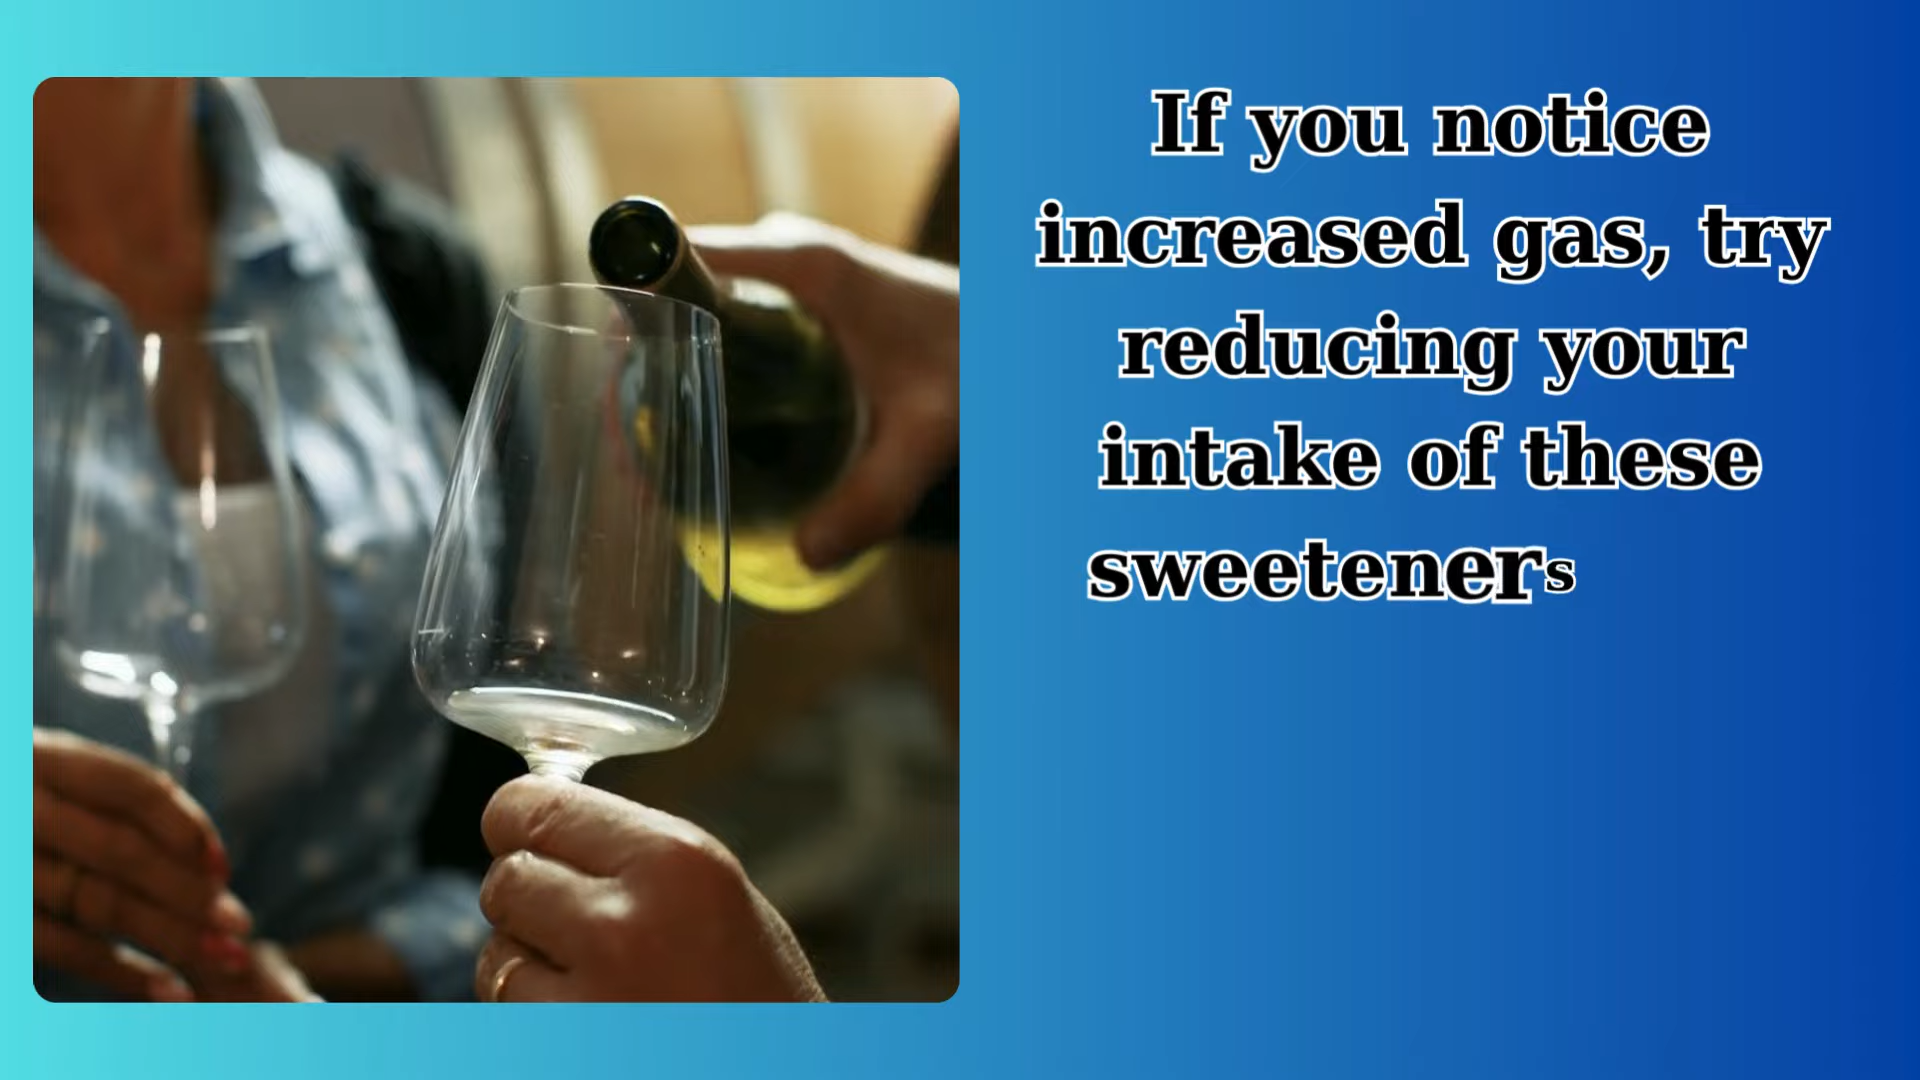 If you notice
increased gas, try
reducing your
intake of these
sweeteners